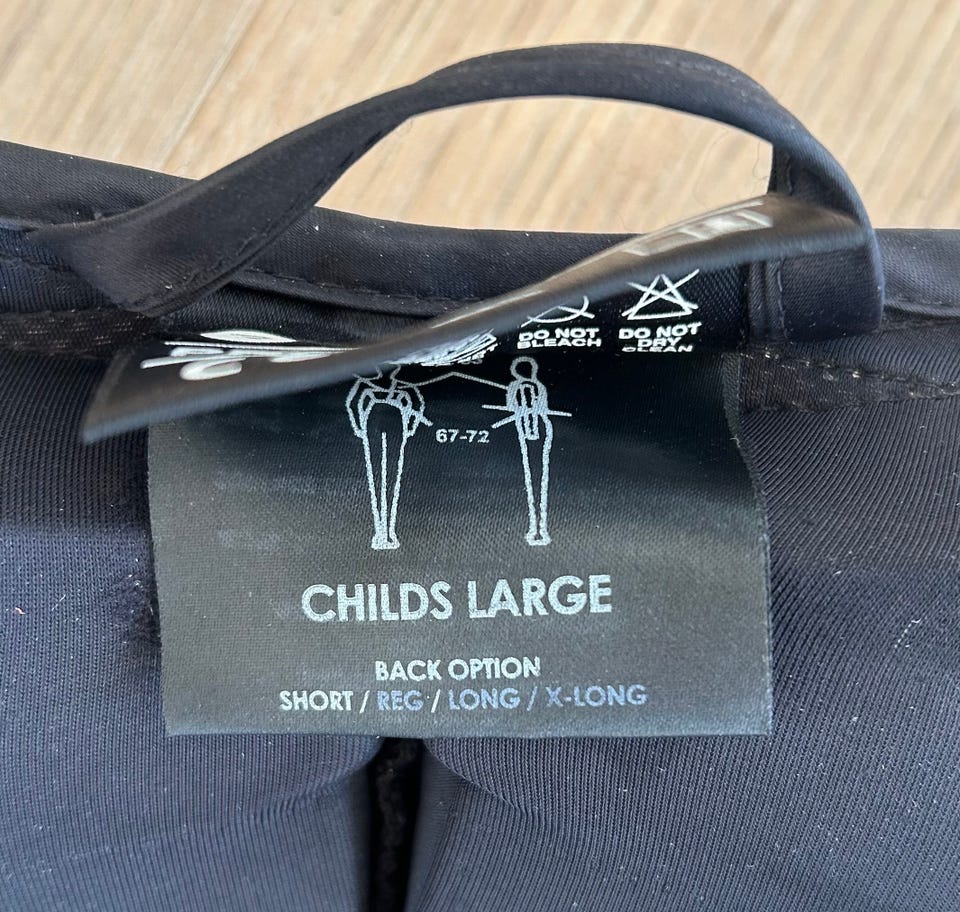 DO NOT
BLEACH
DO NOT
DRY
CLEAN
67-72
CHILDS LARGE
BACK OPTION
SHORT / REG / LONG / X-LONG